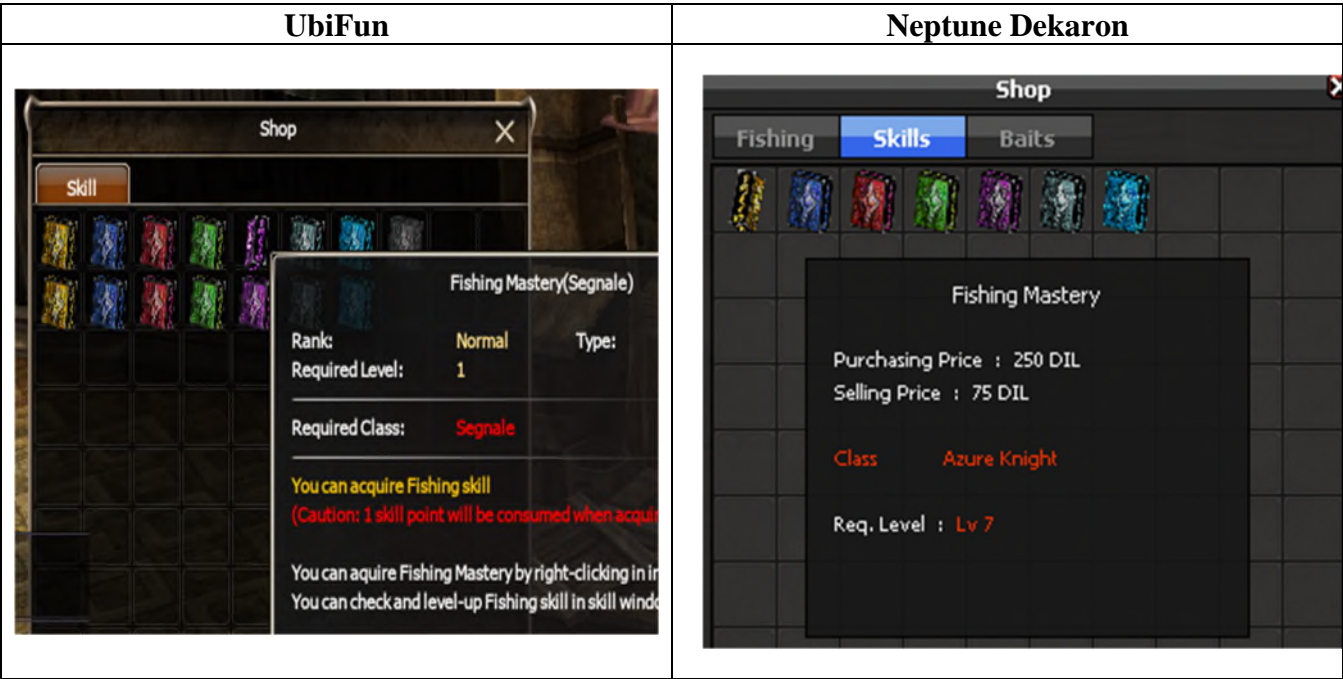 UbiFun
Neptune Dekaron
Shop
Skill
Fishing Mastery(Segnale)
Rank: Normal Type:
Required Level: 1
Required Class: Segnale
You can acquire Fishing skill
(Caution: 1 skill point will be consumed when acqui
You can aquire Fishing Mastery by right-clicking in in
You can check and level-up Fishing skill in skill windo
Shop
Fishing Skills Baits
Fishing Mastery
Purchasing Price : 250 DIL
Selling Price : 75 DIL
Class Azure Knight
Req. Level : Lv 7